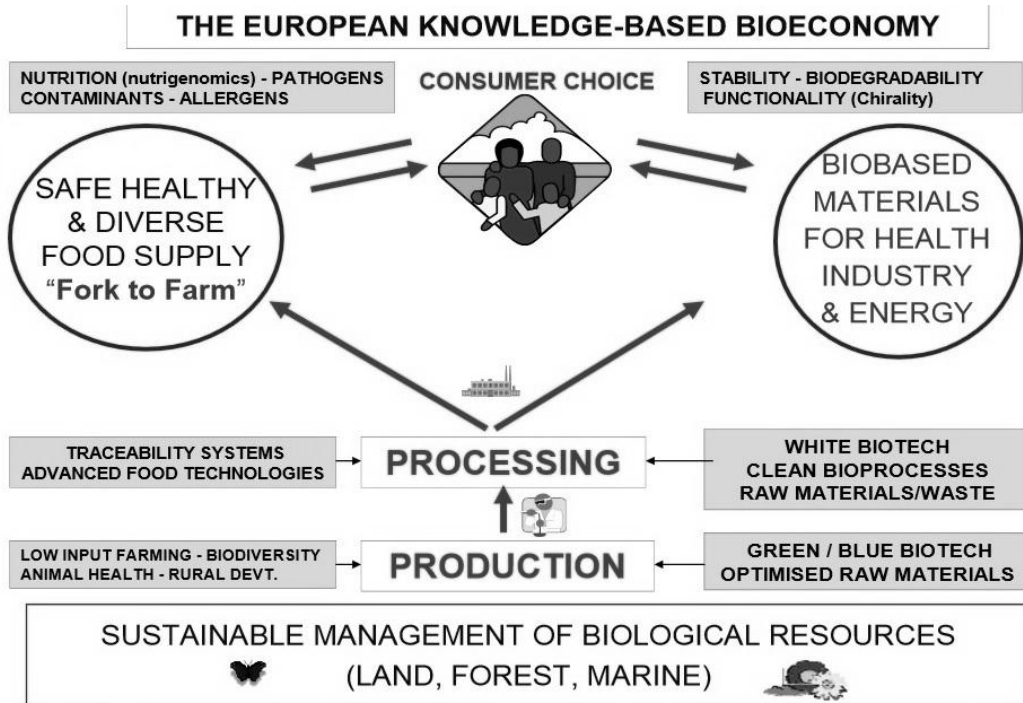 THE EUROPEAN KNOWLEDGE-BASED BIOECONOMY
NUTRITION (nutrigenomics) - PATHOGENS
CONTAMINANTS - ALLERGENS
CONSUMER CHOICE
STABILITY - BIODEGRADABILITY
FUNCTIONALITY (Chirality)
SAFE HEALTHY
& DIVERSE
FOOD SUPPLY
“Fork to Farm”
BIOBASED
MATERIALS
FOR HEALTH
INDUSTRY
& ENERGY
TRACEABILITY SYSTEMS
ADVANCED FOOD TECHNOLOGIES
PROCESSING
WHITE BIOTECH
CLEAN BIOPROCESSES
RAW MATERIALS/WASTE
LOW INPUT FARMING - BIODIVERSITY
ANIMAL HEALTH - RURAL DEVT.
PRODUCTION
GREEN / BLUE BIOTECH
OPTIMISED RAW MATERIALS
SUSTAINABLE MANAGEMENT OF BIOLOGICAL RESOURCES
(LAND, FOREST, MARINE)